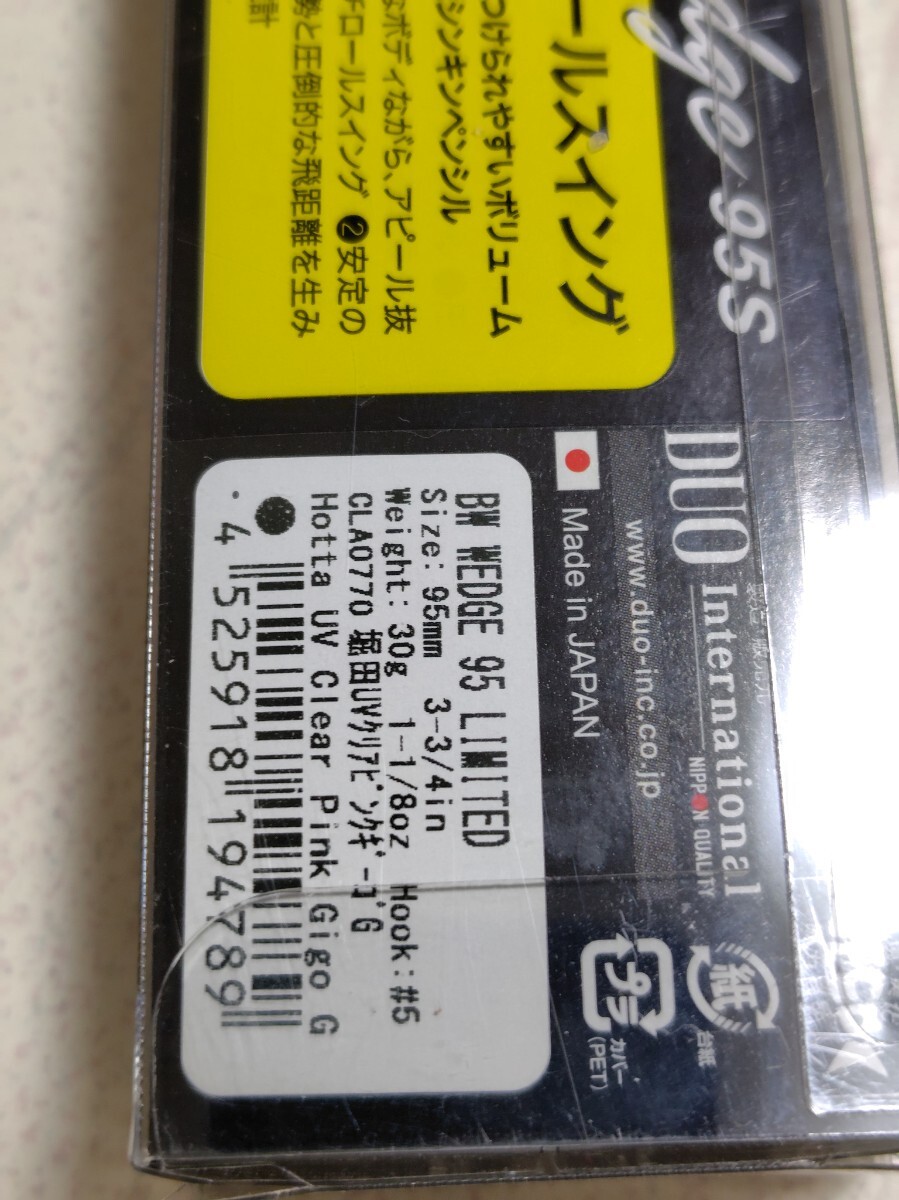 dge 95S
ールスイング
つけられやすいボリューム
シンキンペンシル
なボディながら、アピール抜
チロールスイング ❷安定の
勢と圧倒的な飛距離を生み
計
DUO International
NIPPON QUALITY
www.duo-inc.co.jp
Made in JAPAN
BW WEDGE 95 LIMITED
Size: 95mm 3-3/4in
Weight: 30g 1-1/8oz Hook:#5
CLA0770 堀田UVｸﾘｱﾋﾟﾝｸｷﾞｰｺﾞG
Hotta UV Clear Pink Gigo G
4 525918 194789
紙
台紙
プラ
カバー
(PET)